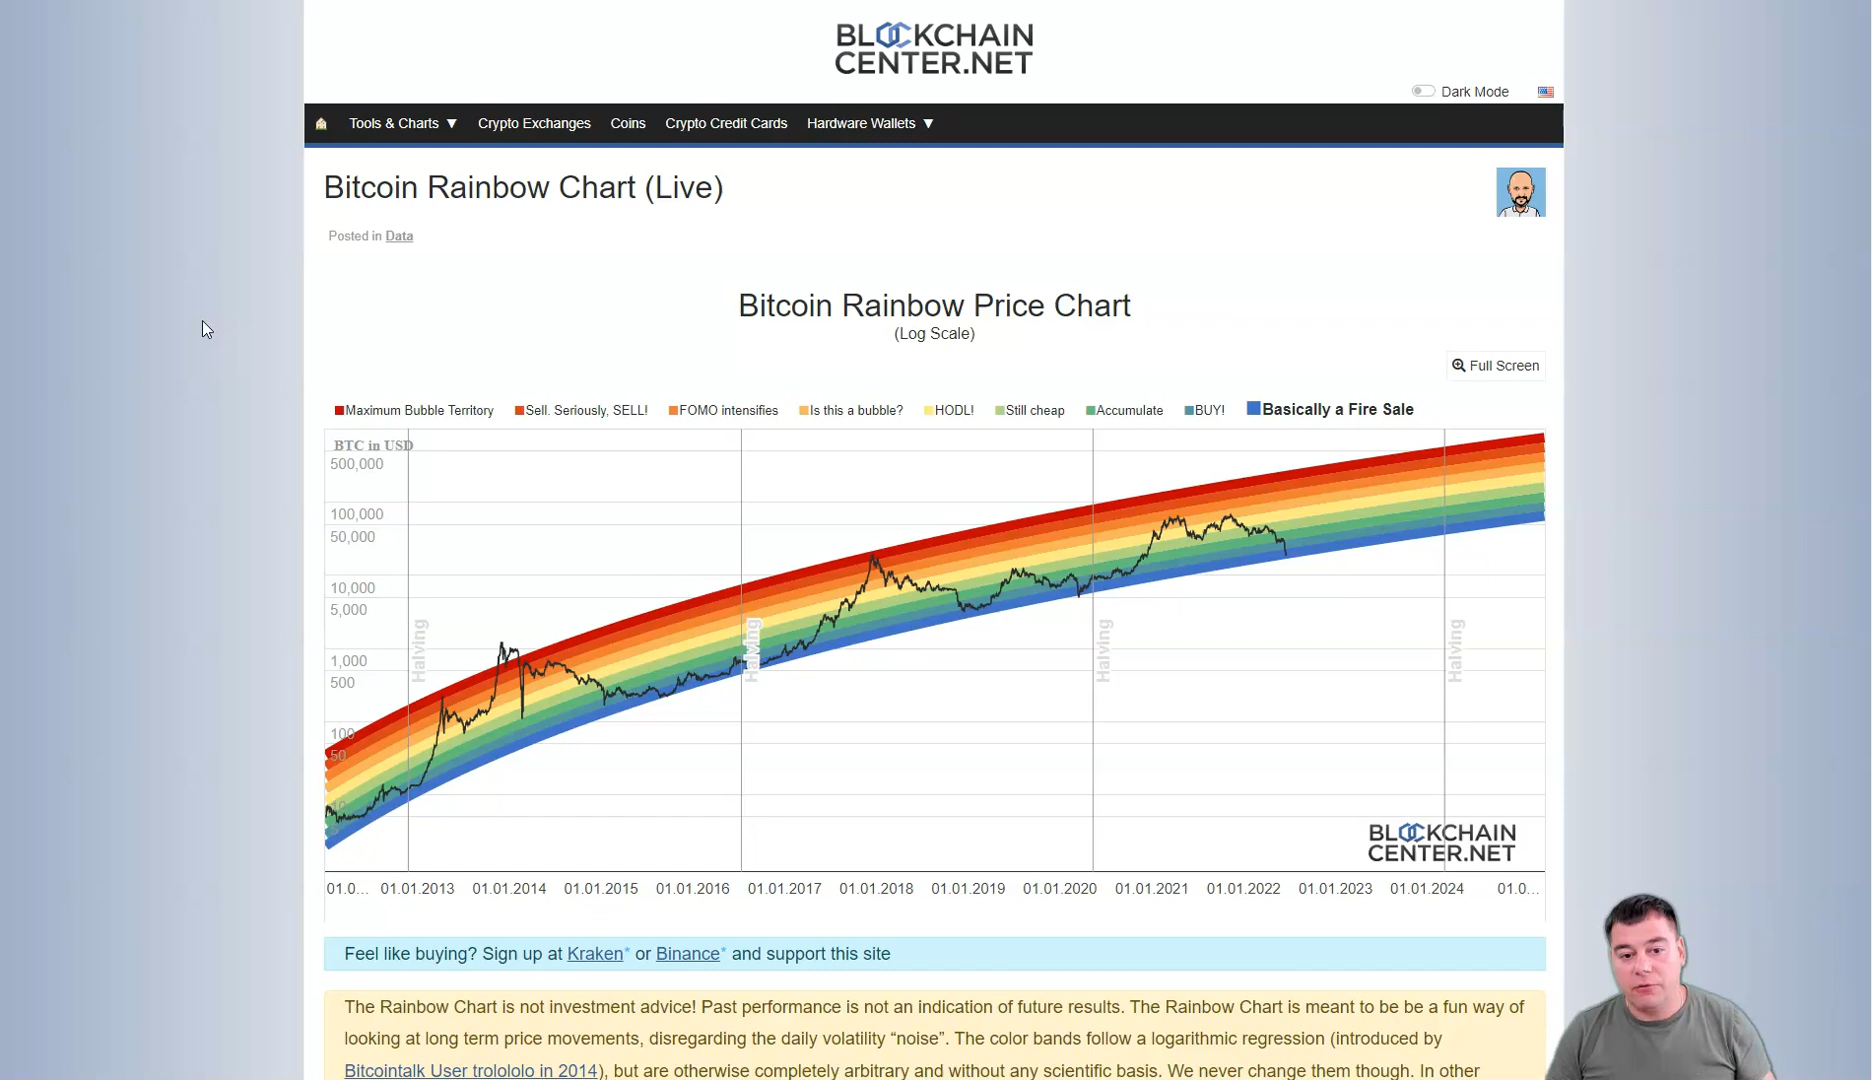 BLOCKCHAIN
CENTER.NET
Dark Mode
Tools & Charts ▼ Crypto Exchanges Coins Crypto Credit Cards Hardware Wallets ▼
Bitcoin Rainbow Chart (Live)
Posted in Data
Bitcoin Rainbow Price Chart
(Log Scale)
Full Screen
Maximum Bubble Territory Sell. Seriously, SELL! FOMO intensifies Is this a bubble? HODL! Still cheap Accumulate BUY! Basically a Fire Sale
BTC in USD
500,000
100,000
50,000
10,000
5,000
1,000
500
100
50
10
Halving
Halving
Halving
Halving
BLOCKCHAIN
CENTER.NET
01.0... 01.01.2013 01.01.2014 01.01.2015 01.01.2016 01.01.2017 01.01.2018 01.01.2019 01.01.2020 01.01.2021 01.01.2022 01.01.2023 01.01.2024 01.0...
Feel like buying? Sign up at Kraken* or Binance* and support this site
The Rainbow Chart is not investment advice! Past performance is not an indication of future results. The Rainbow Chart is meant to be be a fun way of
looking at long term price movements, disregarding the daily volatility “noise”. The color bands follow a logarithmic regression (introduced by
Bitcointalk User trolololo in 2014), but are otherwise completely arbitrary and without any scientific basis. We never change them though. In other